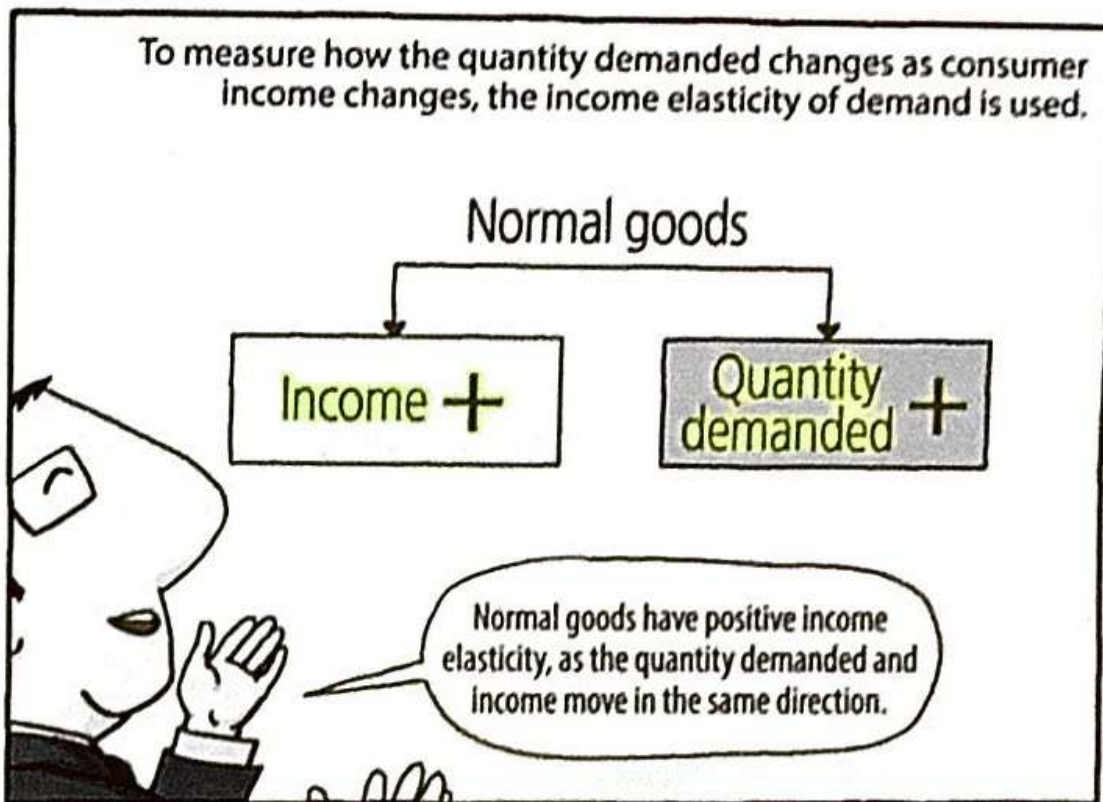 To measure how the quantity demanded changes as consumer
income changes, the income elasticity of demand is used.
Normal goods
Income +
Quantity
demanded +
Normal goods have positive income
elasticity, as the quantity demanded and
income move in the same direction.